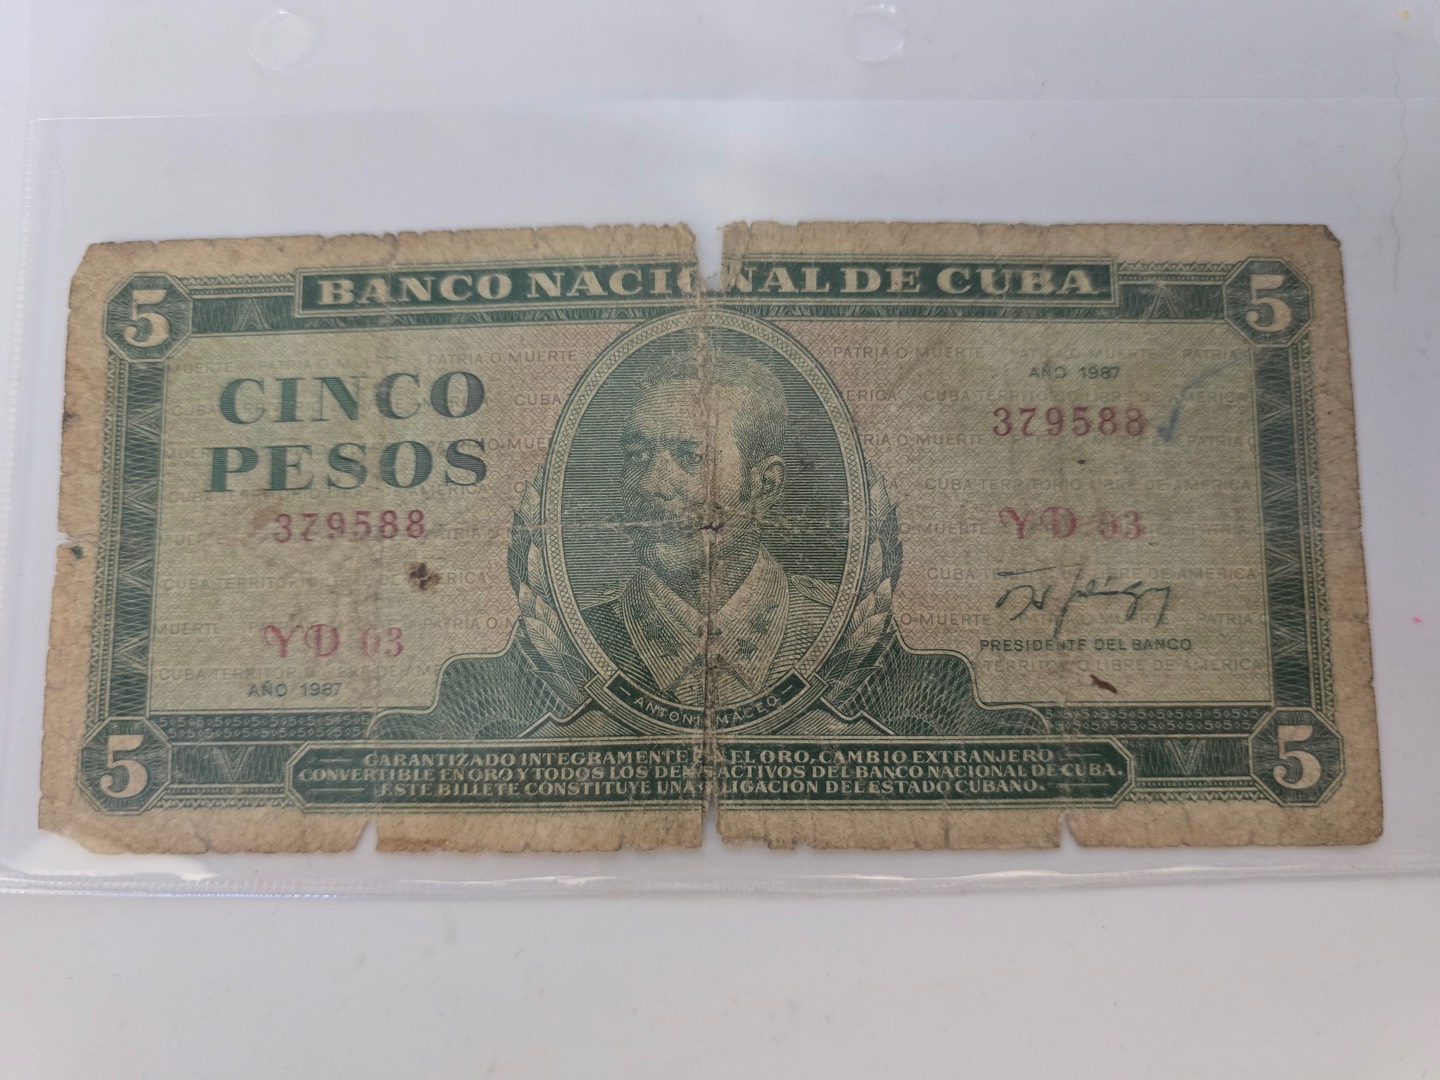 5 BANCO NACIONAL DE CUBA 5
CINCO
PESOS
379588
YD 03
AÑO 1987
AÑO 1987
379588
YD 03
PRESIDENTE DEL BANCO
PATRIA O MUERTE
CUBA TERRITORIO LIBRE DE AMERICA
ANTONIO MACEO
5 5
GARANTIZADO INTEGRAMENTE EL ORO, CAMBIO EXTRANJERO
CONVERTIBLE EN ORO Y TODOS LOS DEMAS ACTIVOS DEL BANCO NACIONAL DE CUBA.
ESTE BILLETE CONSTITUYE UNA OBLIGACION DEL ESTADO CUBANO.